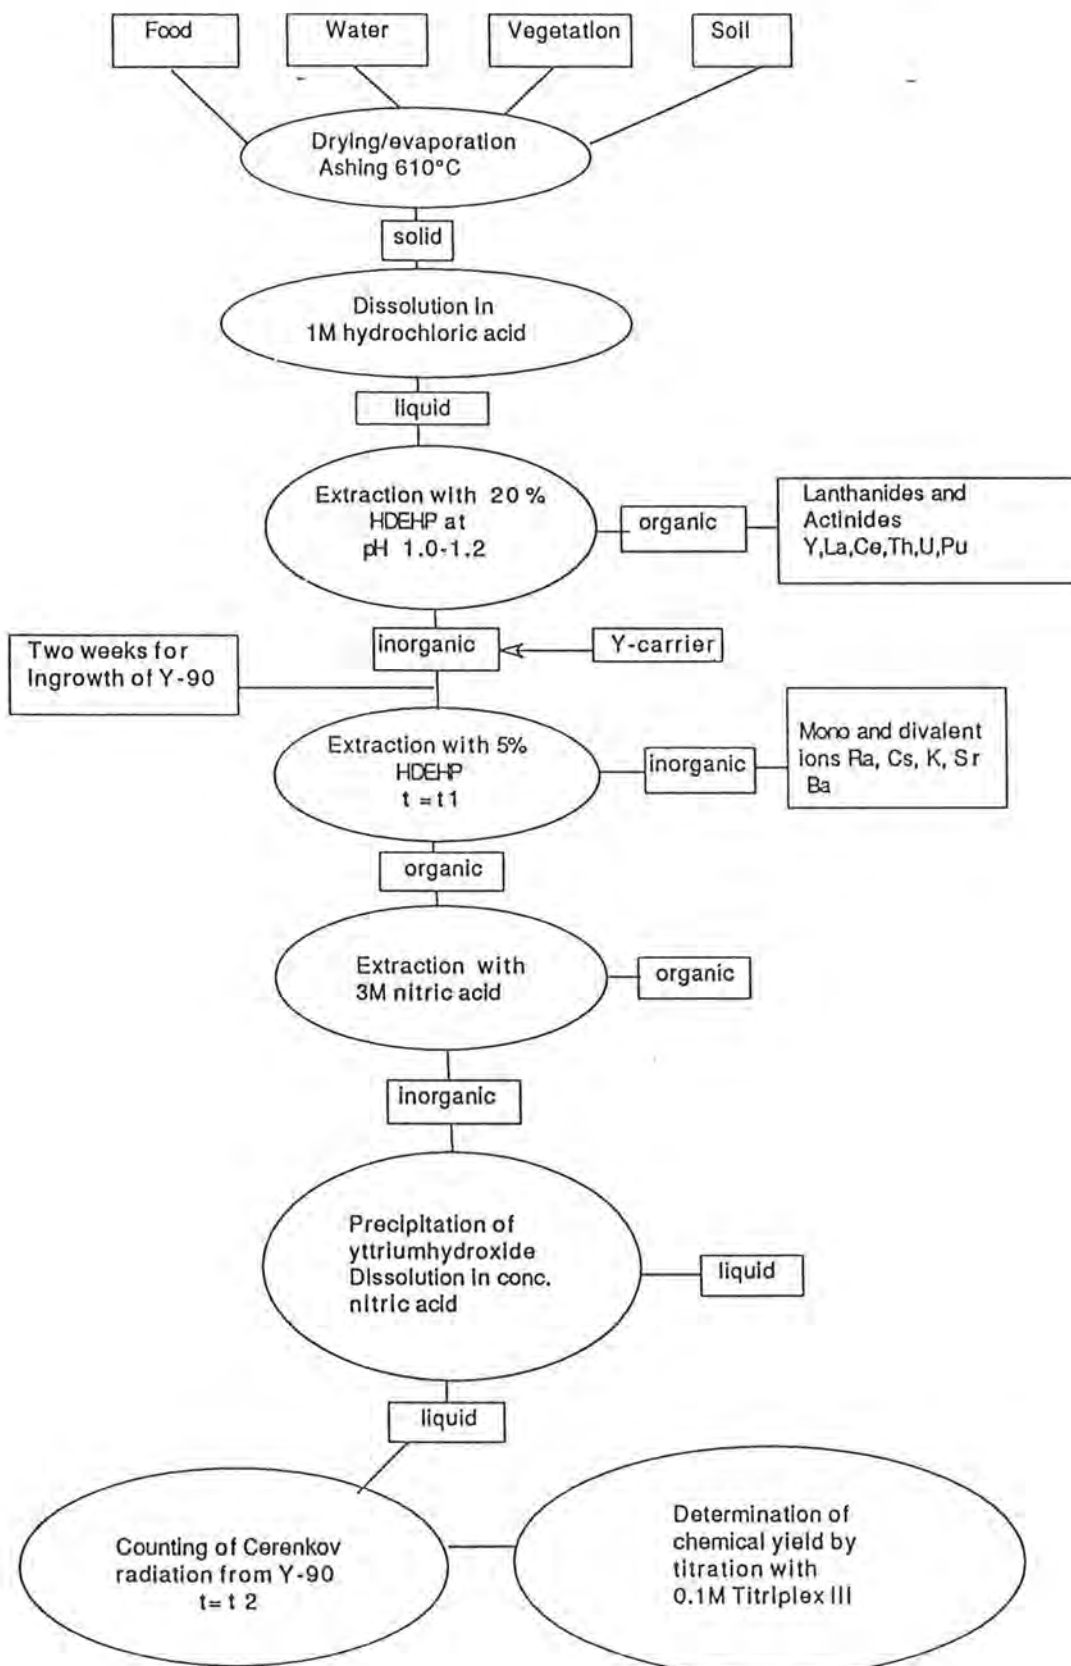 Food
Water
Vegetation
Soil
Drying/evaporation
Ashing 610°C
solid
Dissolution in
1M hydrochloric acid
liquid
Extraction with 20 %
HDEHP at
pH 1.0-1.2
organic
Lanthanides and
Actinides
Y,La,Ce,Th,U,Pu
inorganic
Y-carrier
Two weeks for
Ingrowth of Y-90
Extraction with 5%
HDEHP
t = t1
inorganic
Mono and divalent
ions Ra, Cs, K, Sr
Ba
organic
Extraction with
3M nitric acid
organic
inorganic
Precipitation of
yttriumhydroxide
Dissolution in conc.
nitric acid
liquid
liquid
Counting of Cerenkov
radiation from Y-90
t= t 2
Determination of
chemical yield by
titration with
0.1M Titriplex III